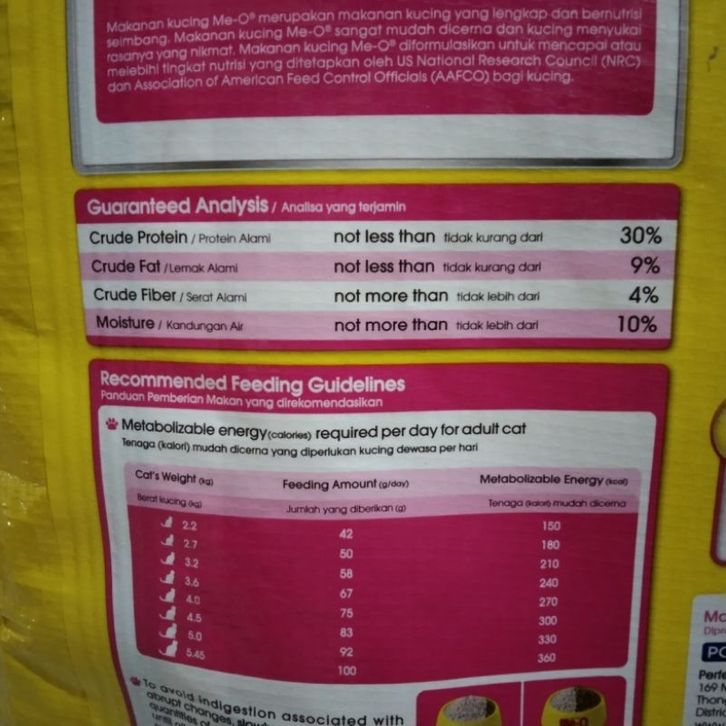 Makanan kucing Me-O® merupakan makanan kucing yang lengkap dan bernutrisi
seimbang. Makanan kucing Me-O® sangat mudah dicerna dan kucing menyukai
rasanya yang nikmat. Makanan kucing Me-O® diformulasikan untuk mencapai atau
melebihi tingkat nutrisi yang ditetapkan oleh US National Research Council (NRC)
dan Association of American Feed Control Officials (AAFCO) bagi kucing.
Guaranteed Analysis / Analisa yang terjamin
Crude Protein / Protein Alami not less than tidak kurang dari 30%
Crude Fat / Lemak Alami not less than tidak kurang dari 9%
Crude Fiber / Serat Alami not more than tidak lebih dari 4%
Moisture / Kandungan Air not more than tidak lebih dari 10%
Recommended Feeding Guidelines
Panduan Pemberian Makan yang direkomendasikan
Metabolizable energy(calories) required per day for adult cat
Tenaga (kalori) mudah dicerna yang diperlukan kucing dewasa per hari
Cat's Weight (kg) Feeding Amount (g/day) Metabolizable Energy (kcal)
Berat kucing (kg) Jumlah yang diberikan (g) Tenaga (kalori) mudah dicerna
2.2 42 150
2.7 50 180
3.2 58 210
3.6 67 240
4.0 75 270
4.5 83 300
5.0 92 330
5.45 100 360
To avoid indigestion associated with
abrupt changes,
quantities of
Distri
169
PC